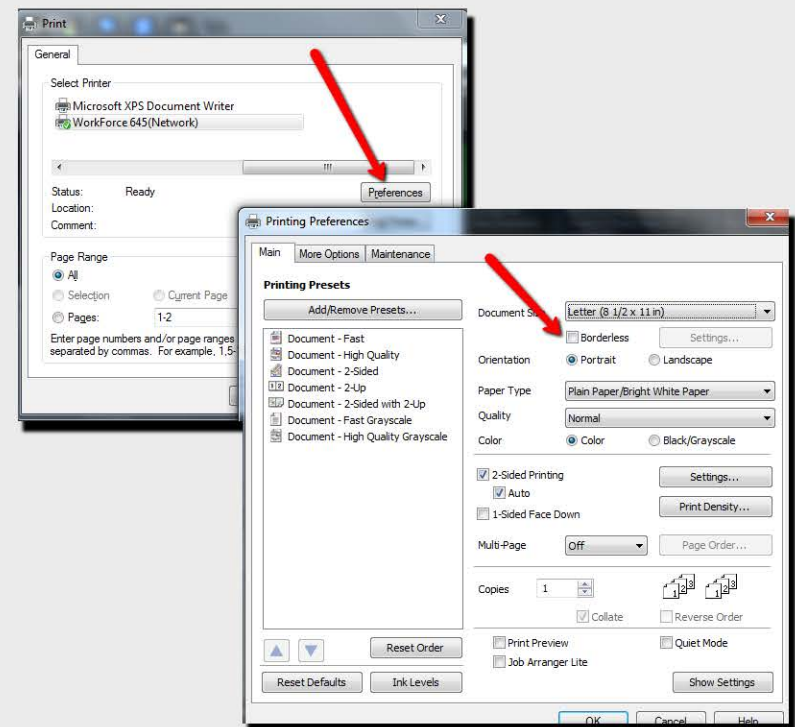 Print
General
Select Printer
Microsoft XPS Document Writer
WorkForce 645(Network)
Status: Ready
Preferences
Location:
Comment:
Page Range
All
Selection Current Page
Pages: 1-2
Enter page numbers and/or page ranges
separated by commas. For example, 1,5-
Printing Preferences
Main More Options Maintenance
Printing Presets
Add/Remove Presets...
Document - Fast
Document - High Quality
Document - 2-Sided
Document - 2-Up
Document - 2-Sided with 2-Up
Document - Fast Grayscale
Document - High Quality Grayscale
Reset Order
Reset Defaults Ink Levels
Document Letter (8 1/2 x 11 in)
Borderless Settings...
Orientation Portrait Landscape
Paper Type Plain Paper/Bright White Paper
Quality Normal
Color Color Black/Grayscale
2-Sided Printing Settings...
Auto
1-Sided Face Down Print Density...
Multi-Page Off Page Order...
Copies 1
1 2 3 1 2 3
Collate Reverse Order
Print Preview Quiet Mode
Job Arranger Lite
Show Settings
OK Cancel Help